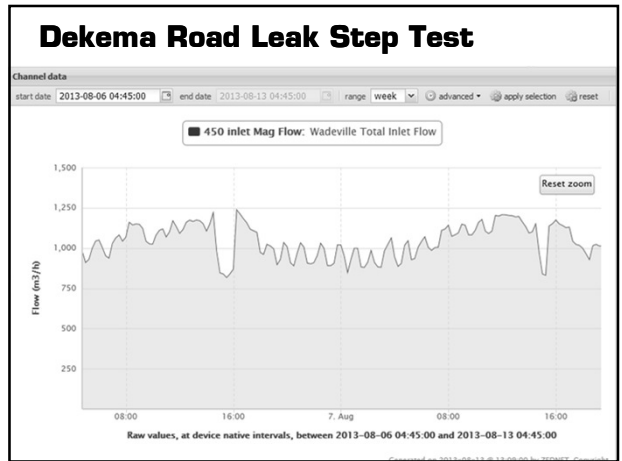 Dekema Road Leak Step Test
Channel data
start date 2013-08-06 04:45:00 end date 2013-08-13 04:45:00 range week advanced apply selection reset
450 inlet Mag Flow: Wadeville Total Inlet Flow
Reset zoom
1,500
1,250
1,000
750
500
250
Flow (m3/h)
08:00 16:00 7. Aug 08:00 16:00
Raw values, at device native intervals, between 2013-08-06 04:45:00 and 2013-08-13 04:45:00